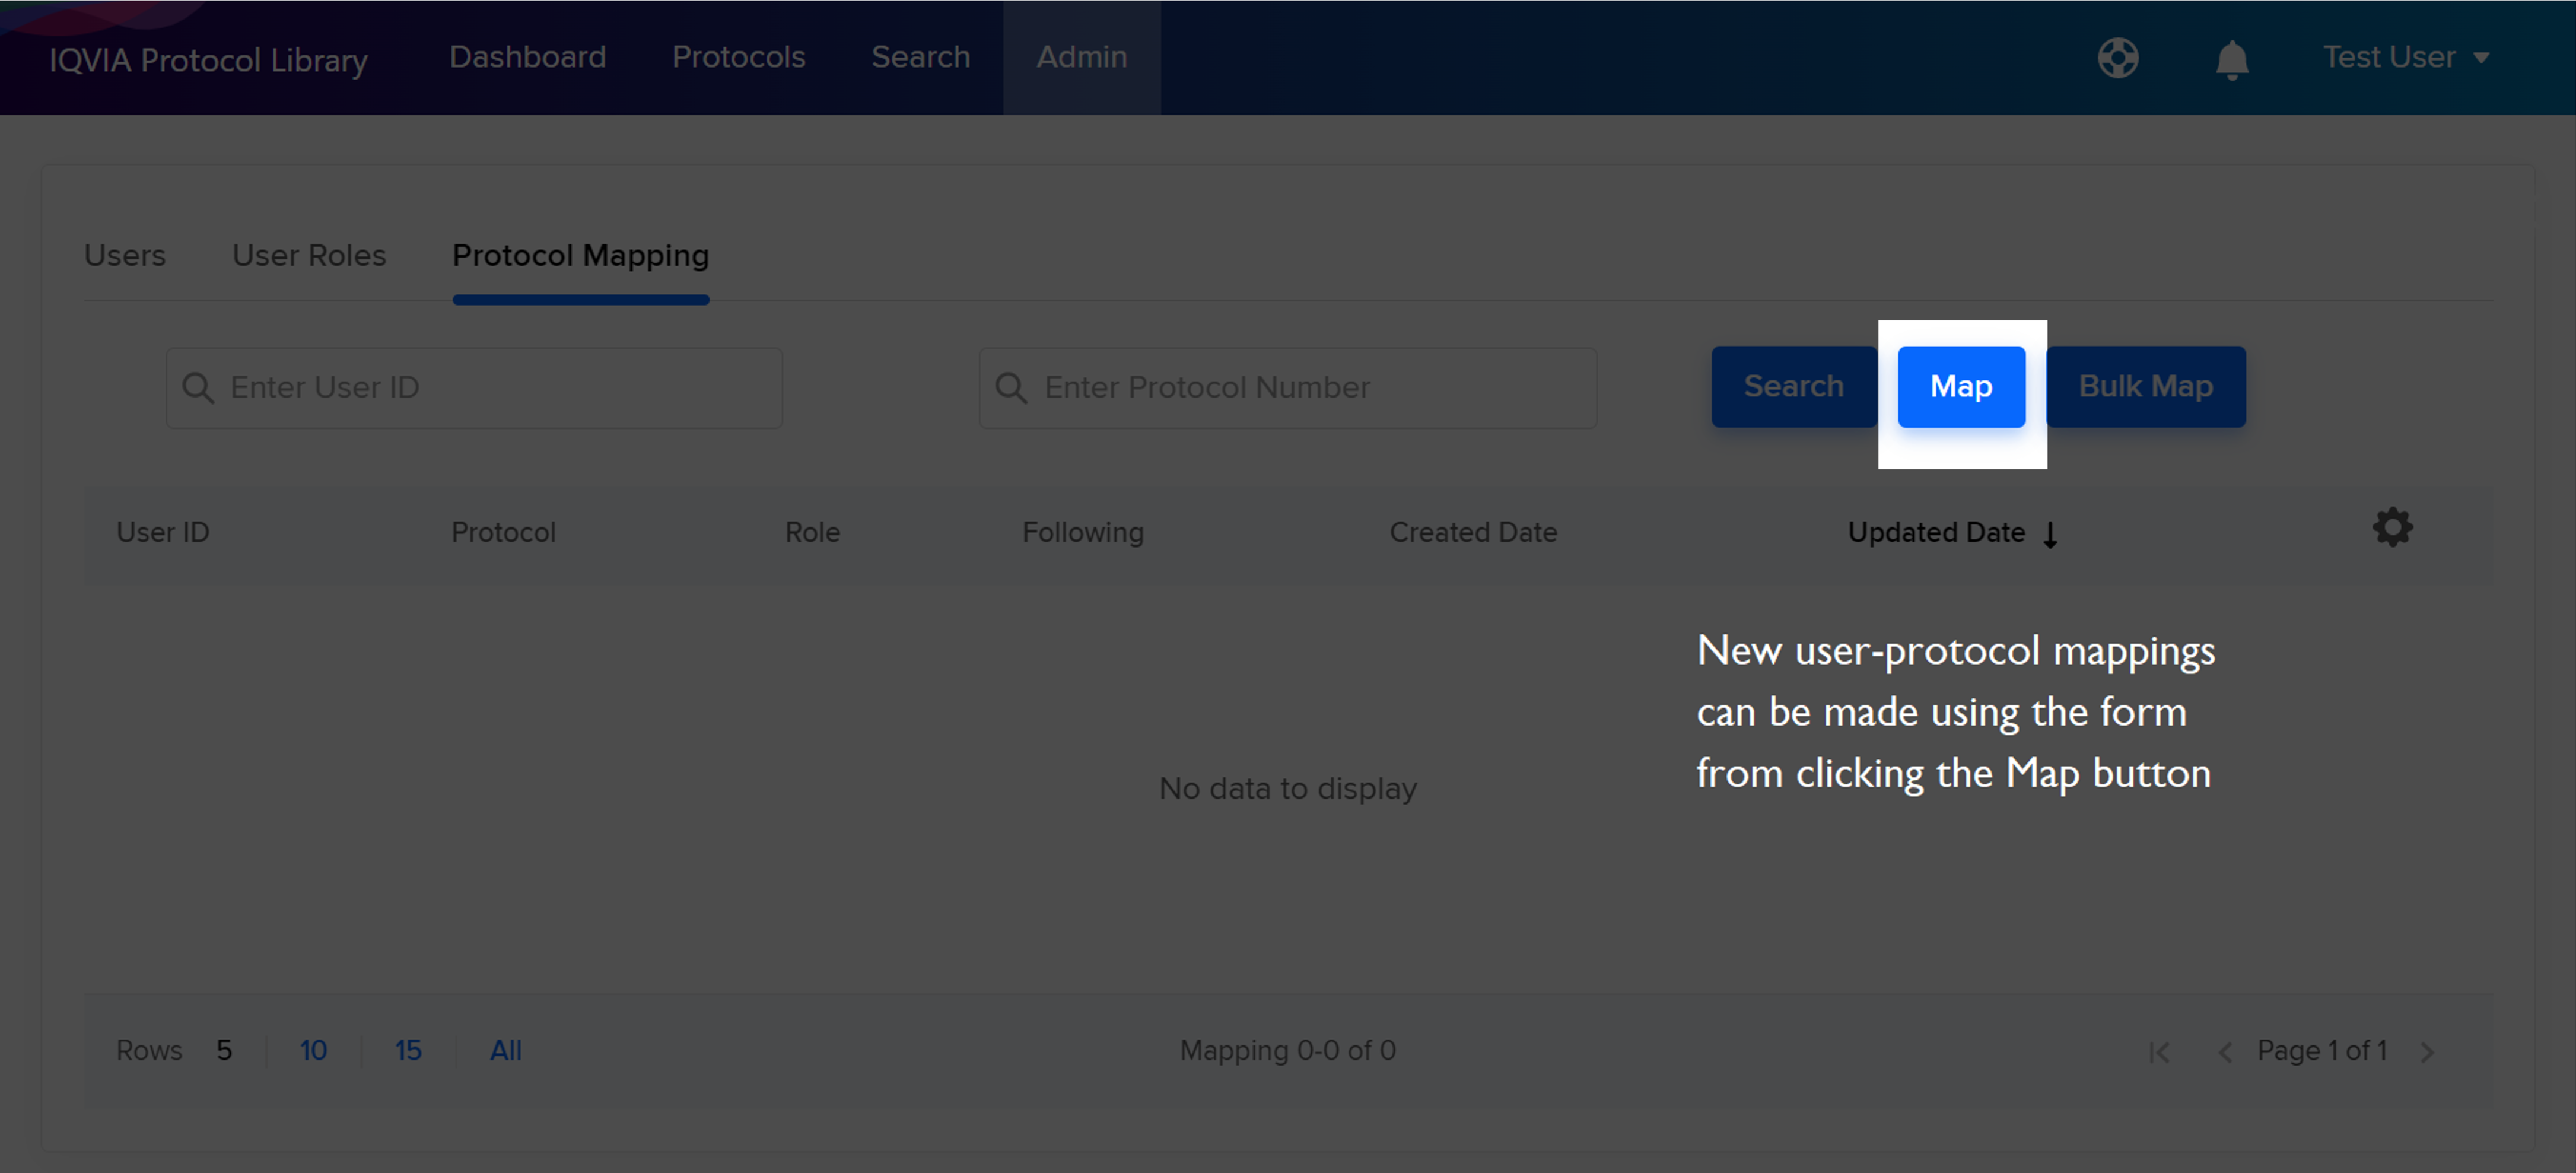 IQVIA Protocol Library Dashboard Protocols Search Admin Test User
Users User Roles Protocol Mapping
Enter User ID Enter Protocol Number Search Map Bulk Map
User ID Protocol Role Following Created Date Updated Date
New user-protocol mappings
can be made using the form
from clicking the Map button
No data to display
Rows 5 10 15 All Mapping 0-0 of 0 Page 1 of 1